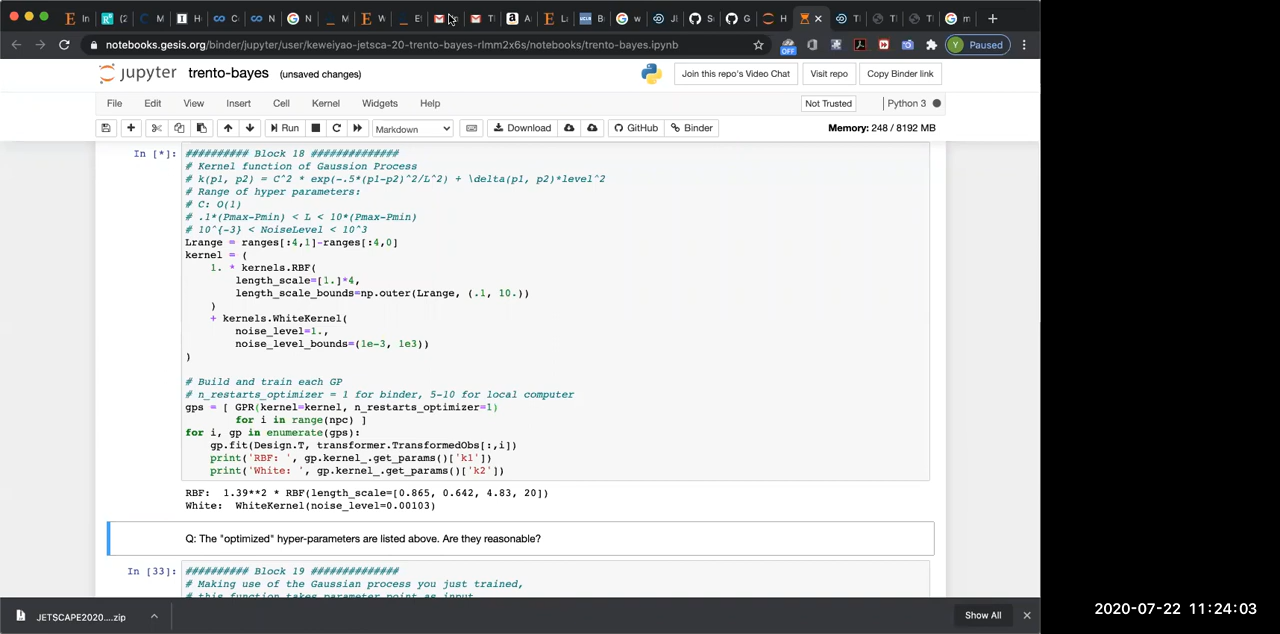 notebooks.gesis.org/binder/jupyter/user/keweiyao-jetsca-20-trento-bayes-rlmm2x6s/notebooks/trento-bayes.ipynb
OFF
Y Paused
jupyter trento-bayes (unsaved changes)
Join this repo's Video Chat
Visit repo
Copy Binder link
File Edit View Insert Cell Kernel Widgets Help
Not Trusted
Python 3
Run
Markdown
Download
GitHub
Binder
Memory: 248 / 8192 MB
In [*]: ########## Block 18 ##############
# Kernel function of Gaussion Process
# k(p1, p2) = C^2 * exp(-.5(p1-p2)^2/L^2) + \delta(p1, p2)*level^2
# Range of hyper parameters:
# C: O(1)
# .1*(Pmax-Pmin) < L < 10*(Pmax-Pmin)
# 10^{-3} < NoiseLevel < 10^3
Lrange = ranges[:4,1]-ranges[:4,0]
kernel = (
1. * kernels.RBF(
length_scale=[1.]*4,
length_scale_bounds=np.outer(Lrange, (.1, 10.))
)
+ kernels.WhiteKernel(
noise_level=1.,
noise_level_bounds=(1e-3, 1e3))
)
# Build and train each GP
# n_restarts_optimizer = 1 for binder, 5-10 for local computer
gps = [ GPR(kernel=kernel, n_restarts_optimizer=1)
for i in range(npc) ]
for i, gp in enumerate(gps):
gp.fit(Design.T, transformer.TransformedObs[:,i])
print('RBF: ', gp.kernel_.get_params()['k1'])
print('White: ', gp.kernel_.get_params()['k2'])
RBF: 1.39**2 * RBF(length_scale=[0.865, 0.642, 4.83, 20])
White: WhiteKernel(noise_level=0.00103)
Q: The "optimized" hyper-parameters are listed above. Are they reasonable?
In [33]: ########## Block 19 ##############
# Making use of the Gaussian process you just trained,
# this function takes parameter point as input
JETSCAPE2020....zip
Show All
2020-07-22 11:24:03